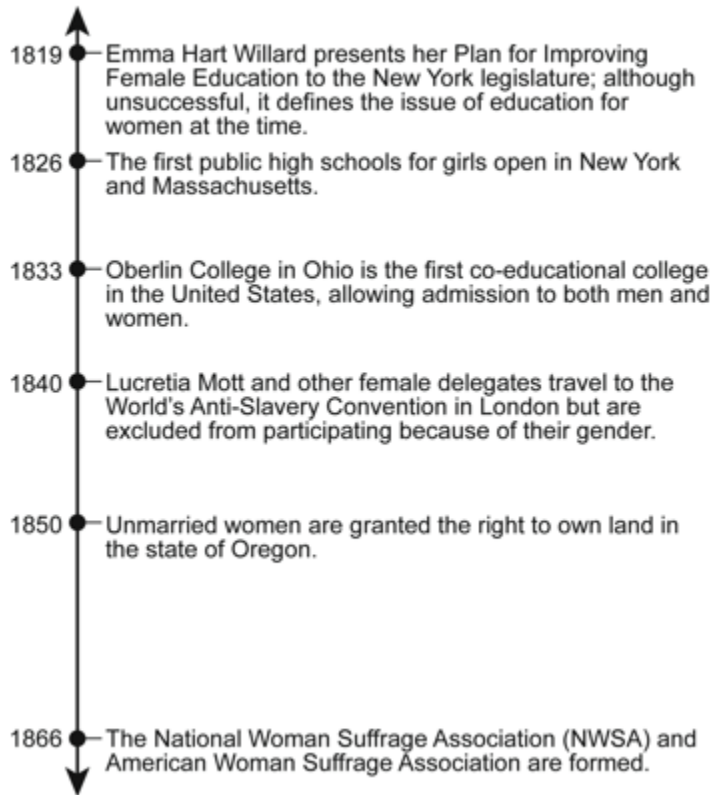 1819 Emma Hart Willard presents her Plan for Improving
Female Education to the New York legislature; although
unsuccessful, it defines the issue of education for
women at the time.
1826 The first public high schools for girls open in New York
and Massachusetts.
1833 Oberlin College in Ohio is the first co-educational college
in the United States, allowing admission to both men and
women.
1840 Lucretia Mott and other female delegates travel to the
World's Anti-Slavery Convention in London but are
excluded from participating because of their gender.
1850 Unmarried women are granted the right to own land in
the state of Oregon.
1866 The National Woman Suffrage Association (NWSA) and
American Woman Suffrage Association are formed.